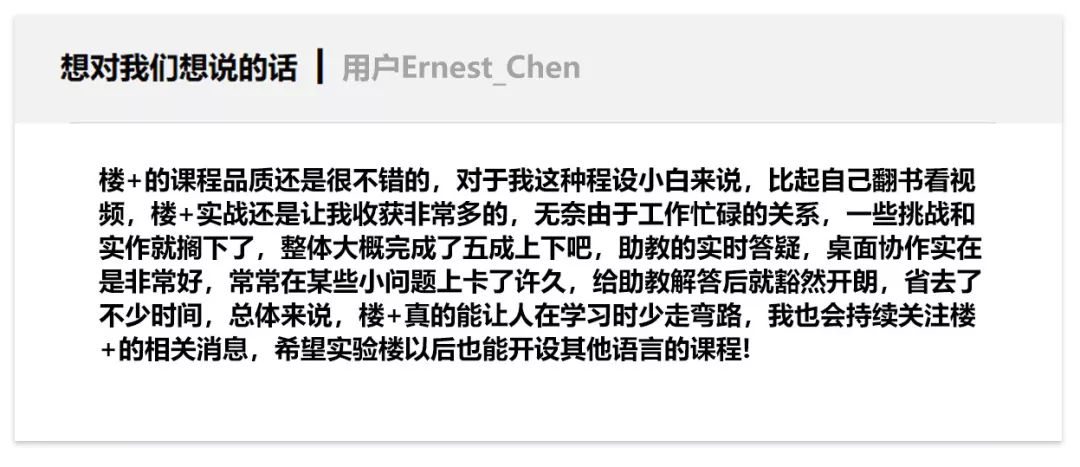 想对我们想说的话 | 用户Ernest_Chen
楼+的课程品质还是很不错的，对于我这种程设小白来说，比起自己翻书看视
频，楼+实战还是让我收获非常多的，无奈由于工作忙碌的关系，一些挑战和
实作就搁下了，整体大概完成了五成上下吧，助教的实时答疑，桌面协作实在
是非常好，常常在某些小问题上卡了许久，给助教解答后就豁然开朗，省去了
不少时间，总体来说，楼+真的能让人在学习时少走弯路，我也会持续关注楼
+的相关消息，希望实验楼以后也能开设其他语言的课程!